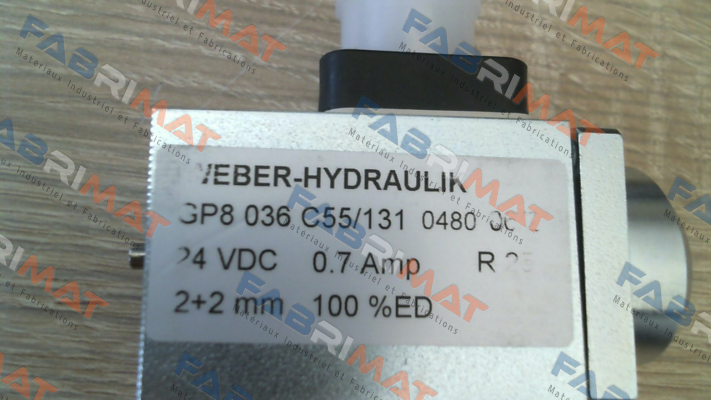 WEBER-HYDRAULIK
GP8 036 C55/131 0480
24 VDC 0.7 Amp R
2+2 mm 100 %ED
FABRIMAT
Matériaux Industriel et Fabrications